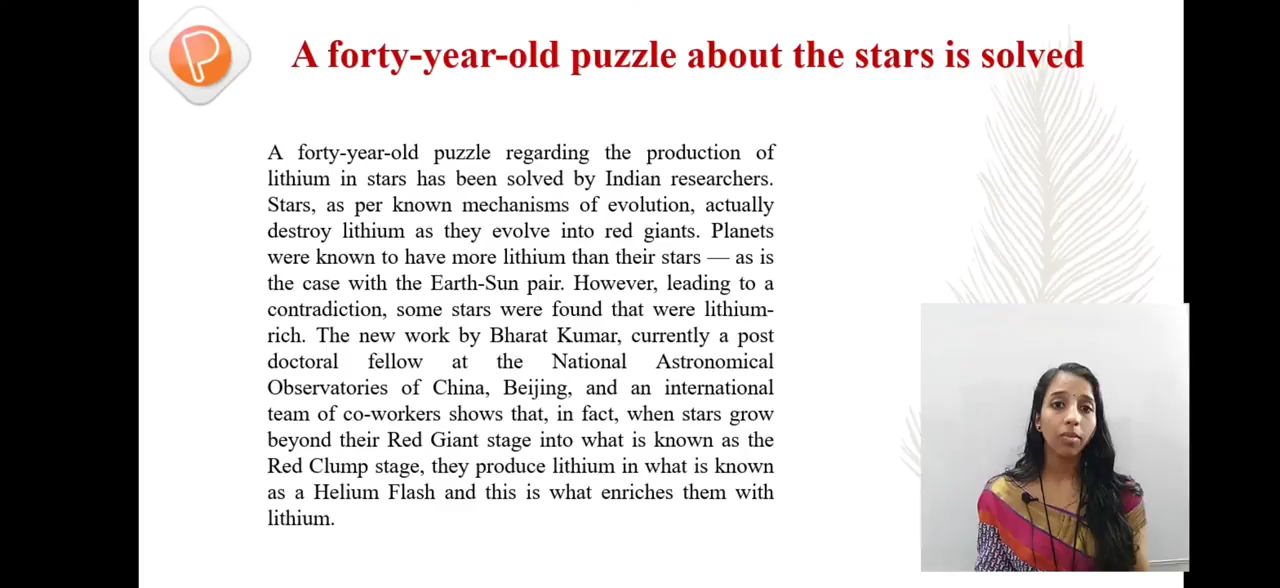 A forty-year-old puzzle about the stars is solved
A forty-year-old puzzle regarding the production of
lithium in stars has been solved by Indian researchers.
Stars, as per known mechanisms of evolution, actually
destroy lithium as they evolve into red giants. Planets
were known to have more lithium than their stars — as is
the case with the Earth-Sun pair. However, leading to a
contradiction, some stars were found that were lithium-
rich. The new work by Bharat Kumar, currently a post
doctoral fellow at the National Astronomical
Observatories of China, Beijing, and an international
team of co-workers shows that, in fact, when stars grow
beyond their Red Giant stage into what is known as the
Red Clump stage, they produce lithium in what is known
as a Helium Flash and this is what enriches them with
lithium.